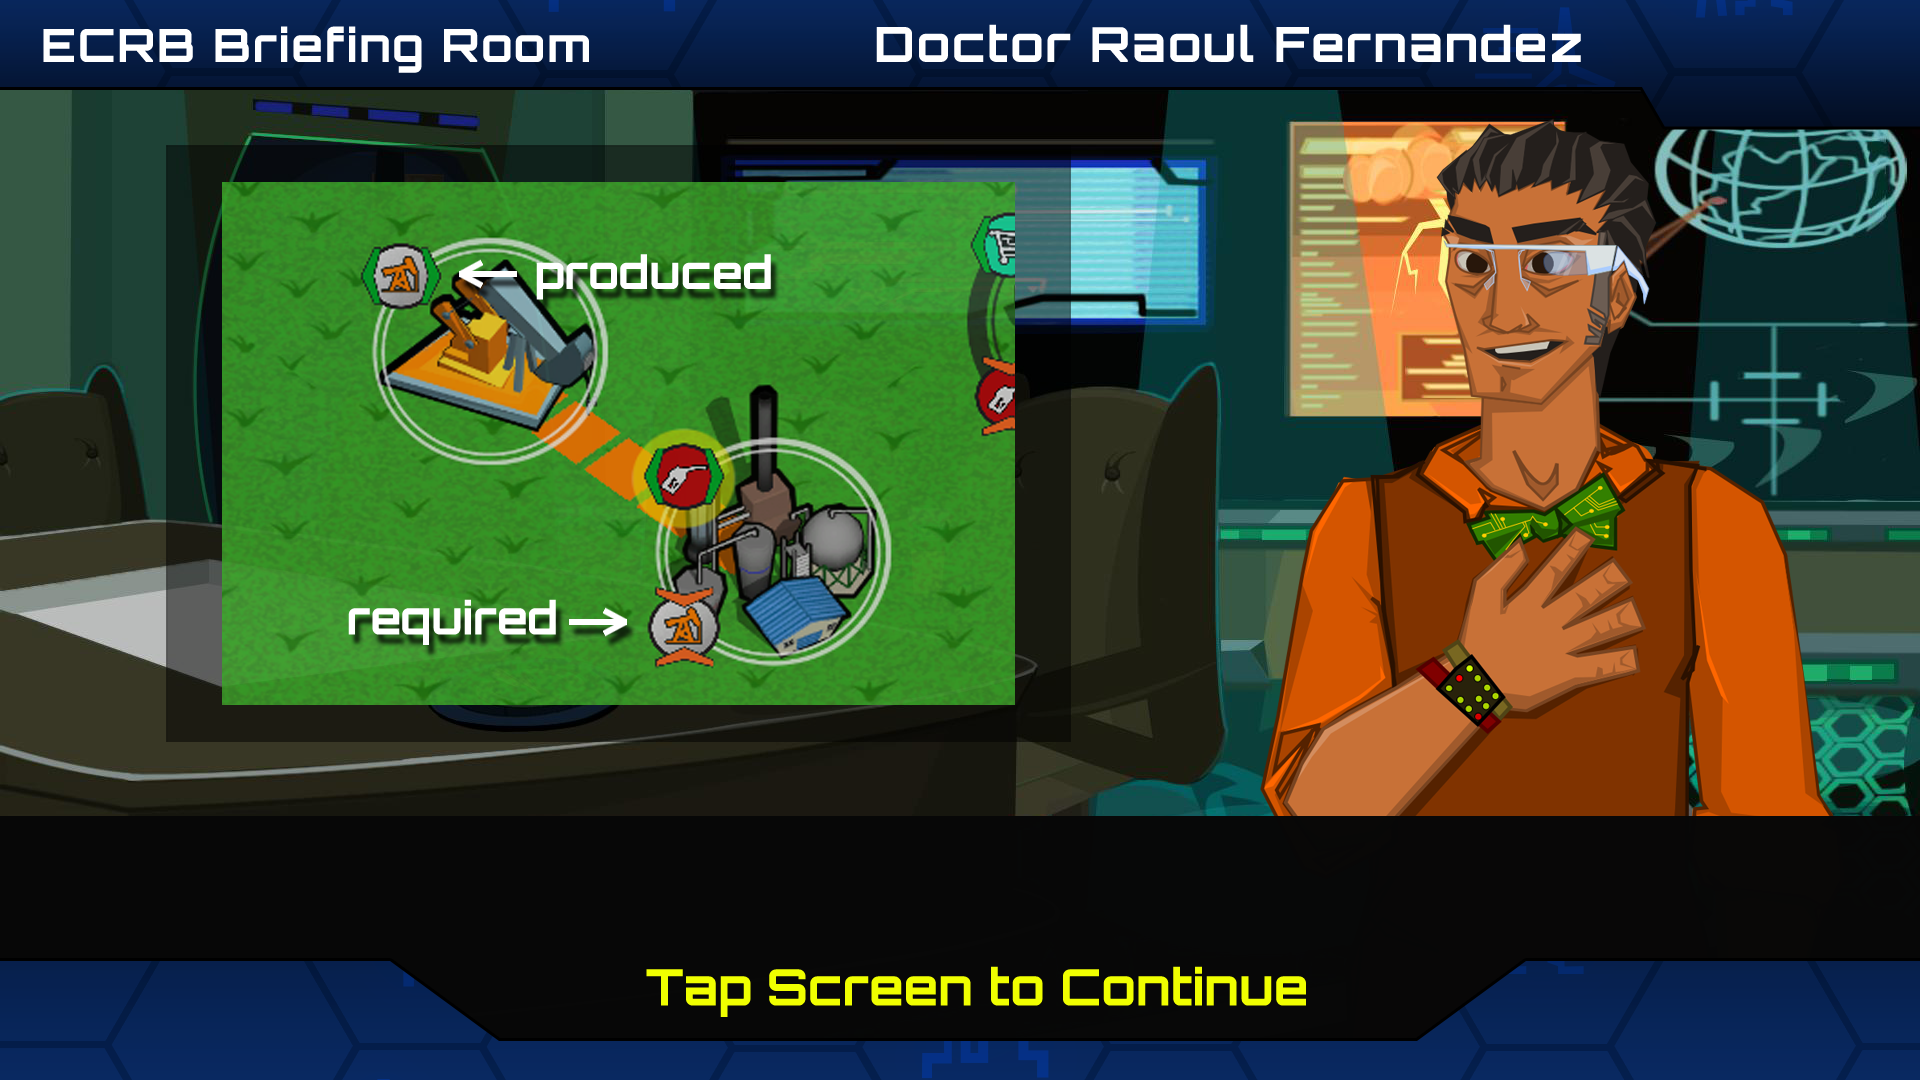 ECRB Briefing Room
Doctor Raoul Fernandez
produced
required
Tap Screen to Continue